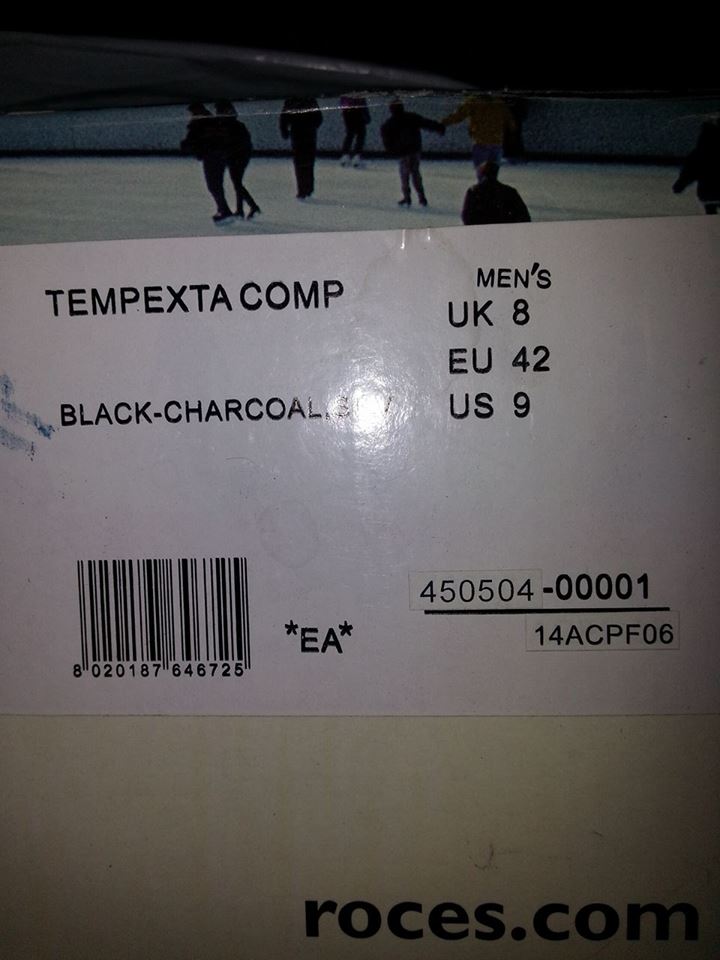 TEMPEXTA COMP
BLACK-CHARCOAL
MEN'S
UK 8
EU 42
US 9
8 020187 646725
*EA*
450504-00001
14ACPF06
roces.com